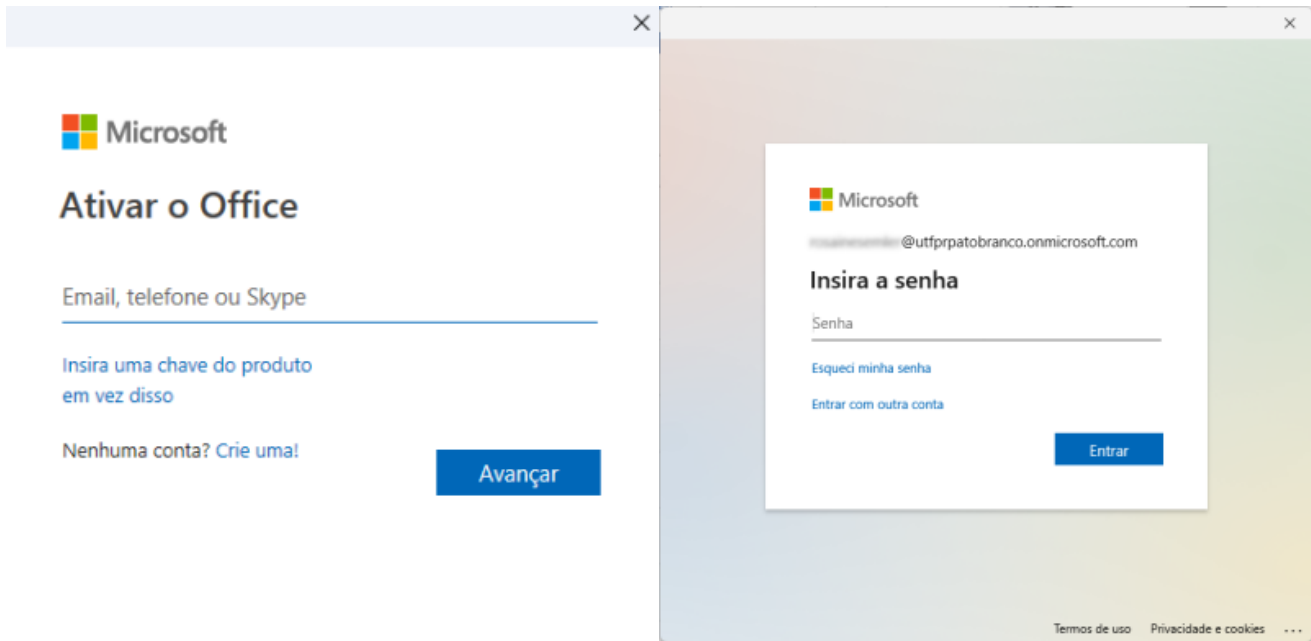 Microsoft
Ativar o Office
Email, telefone ou Skype
Insira uma chave do produto
em vez disso
Nenhuma conta? Crie uma!
Avançar
Microsoft
@utfprpatobranco.onmicrosoft.com
Insira a senha
Senha
Esqueci minha senha
Entrar com outra conta
Entrar
Termos de uso Privacidade e cookies ...